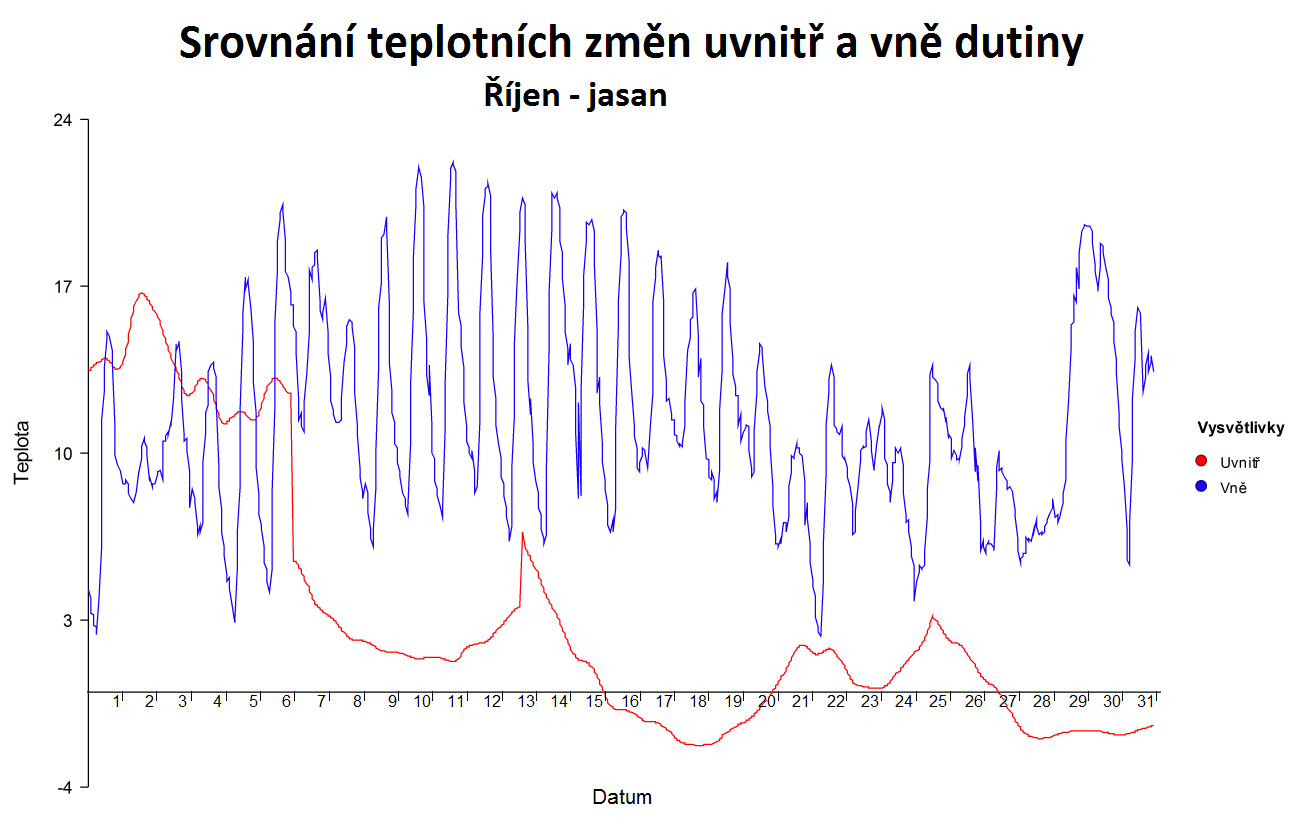 Srovnání teplotních změn uvnitř a vně dutiny
Říjen - jasan
24
17
10
3
-4
Teplota
1 2 3 4 5 6 7 8 9 10 11 12 13 14 15 16 17 18 19 20 21 22 23 24 25 26 27 28 29 30 31
Datum
Vysvětlivky
Uvnitř
Vně